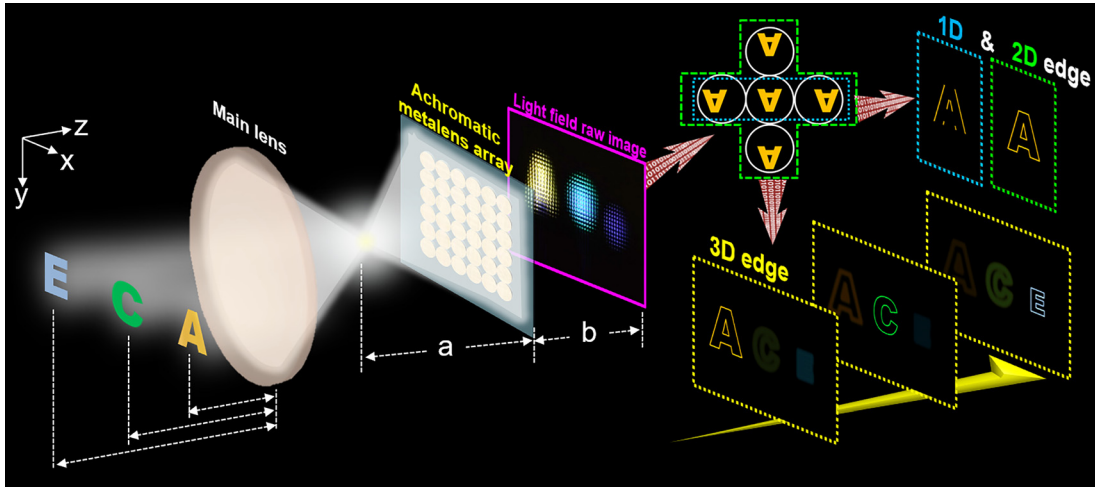 z
x
y
E
C
A
Main lens
Achromatic
metalens array
Light field raw image
a
b
A
A A A
A
1D & 2D edge
A A
3D edge
A C
A C
A C E